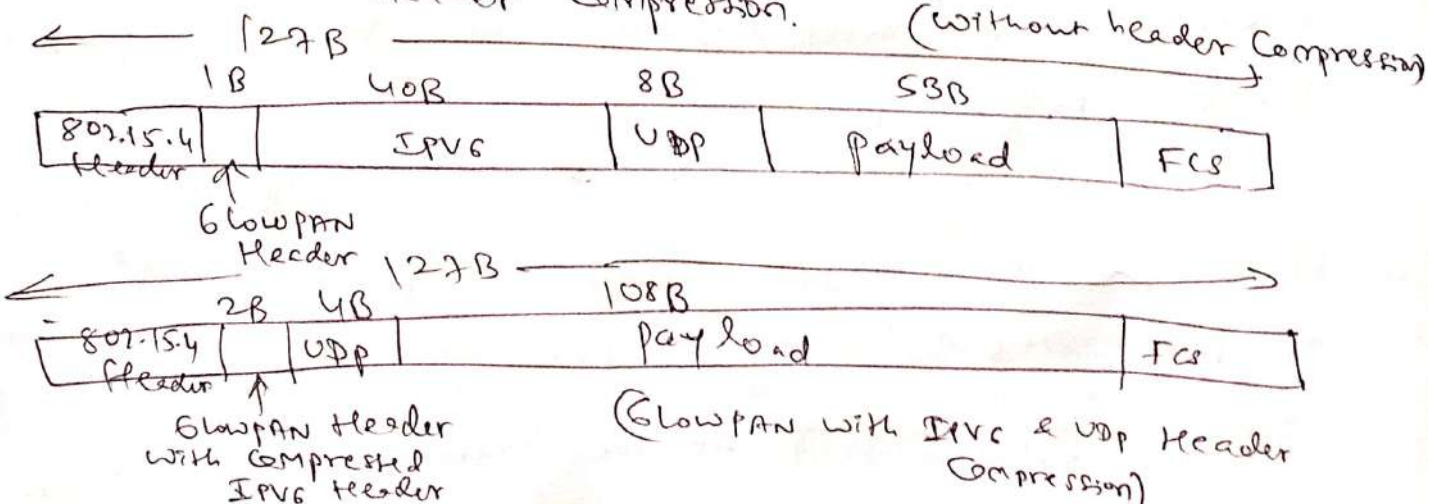 of Compression. (without header Compression)
127B
1B 40B 8B 53B
802.15.4 Header IPV6 UDP Payload FCS
6LowPAN
Header
127B
2B 4B 108B
802.15.4 Header UDP Payload FCS
6LowPAN Header
with Compressed
IPV6 Header
(6LowPAN with IPV6 & UDP Header
Compression)